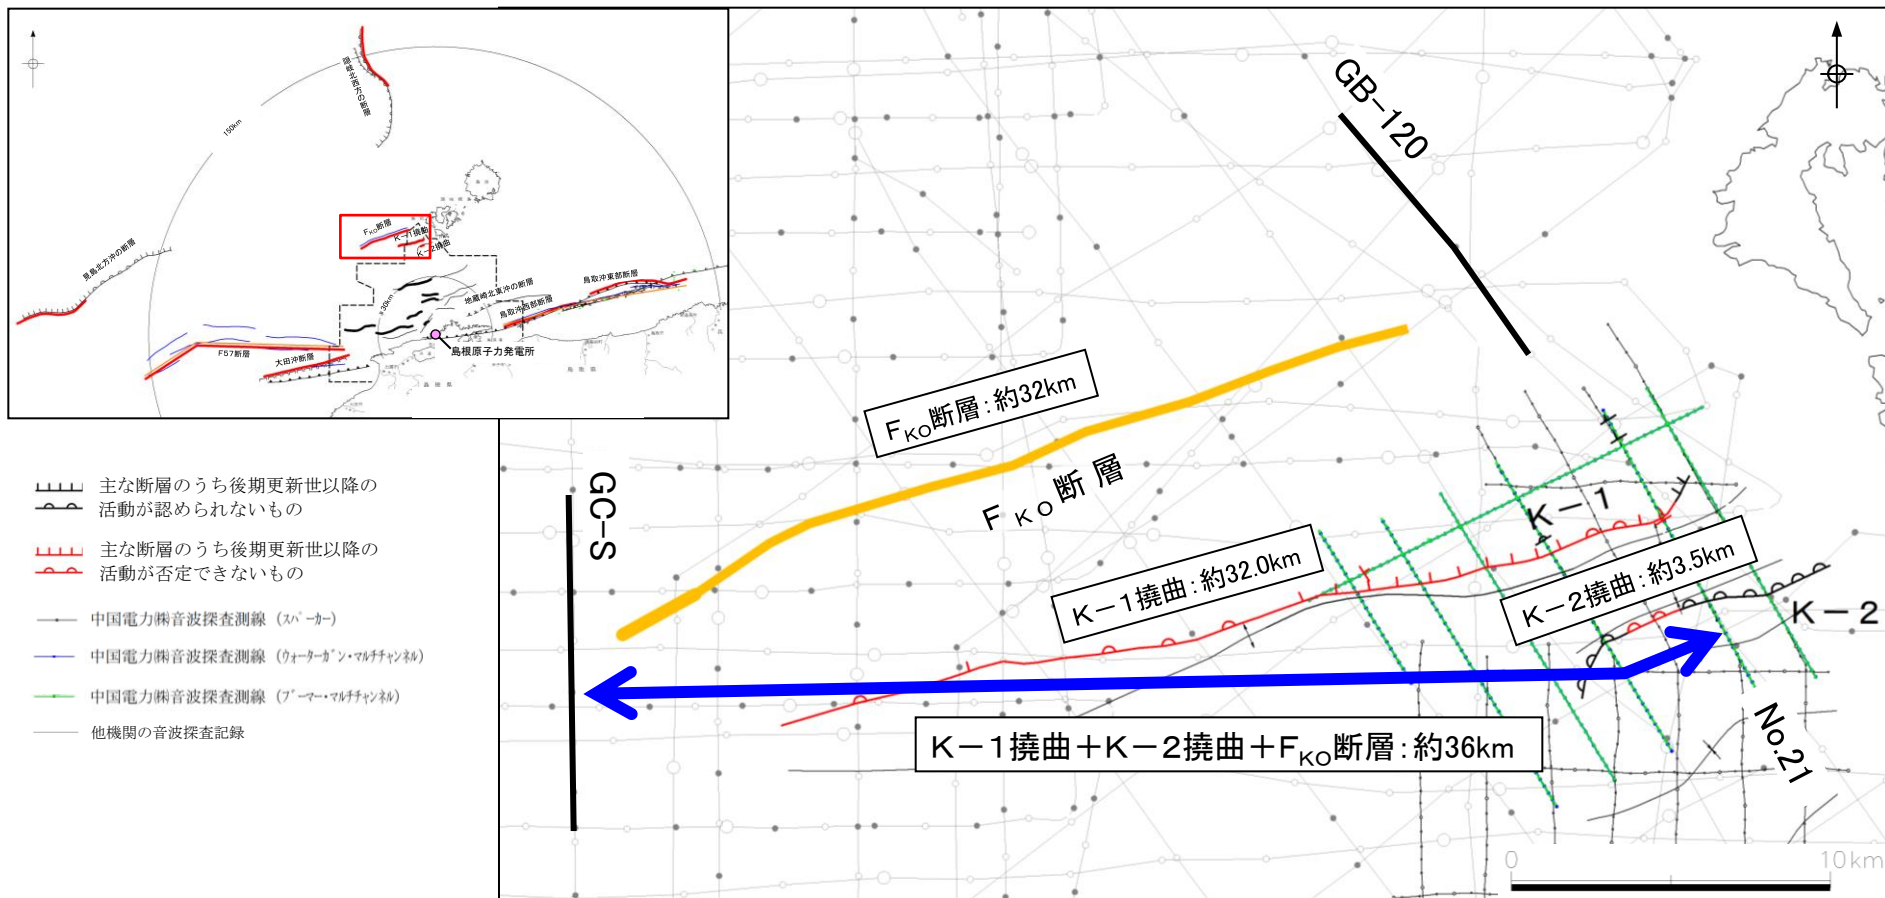 150km
隠岐北西方の断層
FKO断層
K-1撓曲
K-2撓曲
見島北方沖の断層
30km
鳥取沖東部断層
地蔵崎北東沖の断層
鳥取沖西部断層
F57断層
大田沖断層
島根原子力発電所
島根県
鳥取県
主な断層のうち後期更新世以降の
活動が認められないもの
主な断層のうち後期更新世以降の
活動が否定できないもの
中国電力㈱音波探査測線 (スパーカー)
中国電力㈱音波探査測線 (ウォーターガン・マルチチャンネル)
中国電力㈱音波探査測線 (ブーマー・マルチチャンネル)
他機関の音波探査記録
GB-120
FKO断層:約32km
FKO断層
GC-S
K-1
K-1撓曲:約32.0km
K-2撓曲:約3.5km
K-2
No.21
K-1撓曲+K-2撓曲+FKO断層:約36km
0
10km